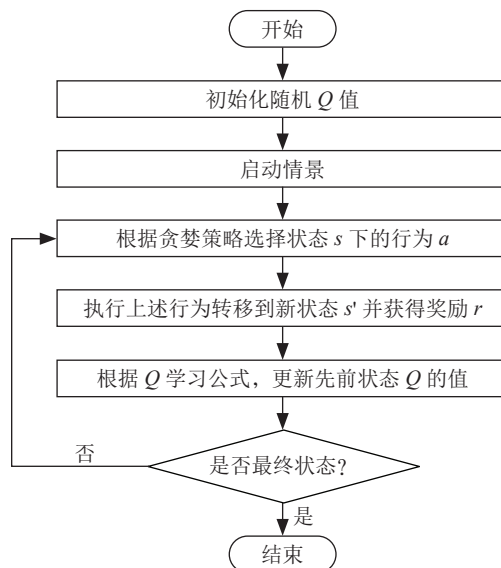 开始
初始化随机 Q 值
启动情景
根据贪婪策略选择状态 s 下的行为 a
执行上述行为转移到新状态 s' 并获得奖励 r
根据 Q 学习公式，更新先前状态 Q 的值
否
是否最终状态？
是
结束